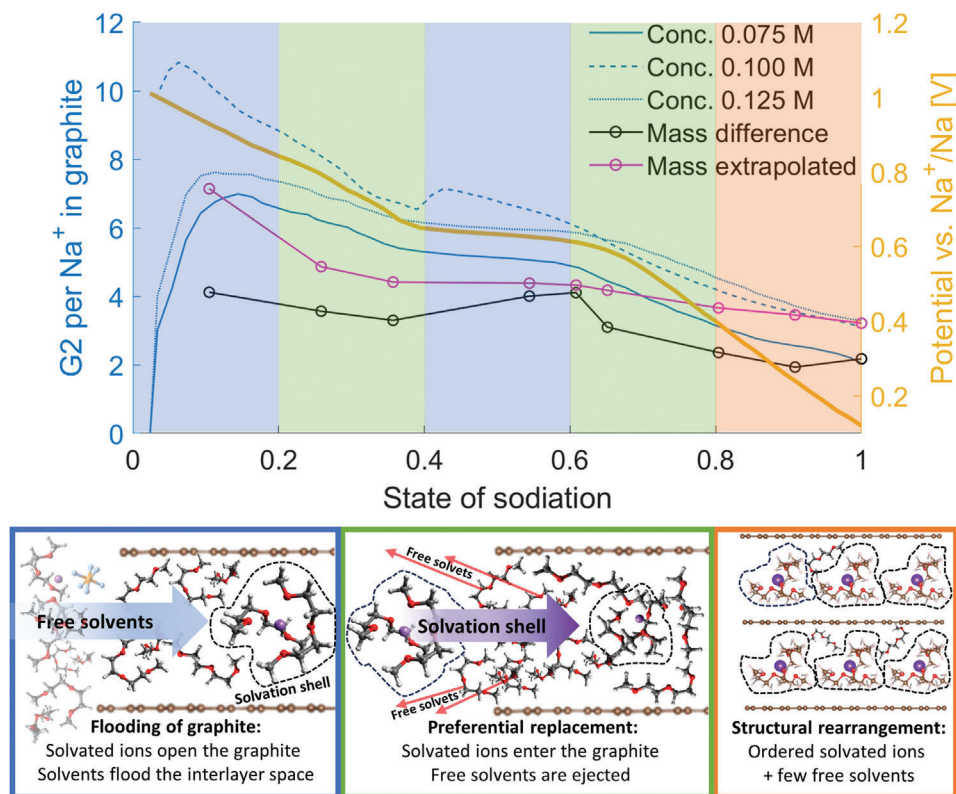 12
10
8
6
4
2
0
G2 per Na+ in graphite
Conc. 0.075 M
Conc. 0.100 M
Conc. 0.125 M
Mass difference
Mass extrapolated
1.2
1
0.8
0.6
0.4
0.2
Potential vs. Na+/Na [V]
0 0.2 0.4 0.6 0.8 1
State of sodiation
Free solvents
Solvation shell
Flooding of graphite:
Solvated ions open the graphite
Solvents flood the interlayer space
Free solvets
Solvation shell
Free solvets
Preferential replacement:
Solvated ions enter the graphite
Free solvents are ejected
Structural rearrangement:
Ordered solvated ions
+ few free solvents